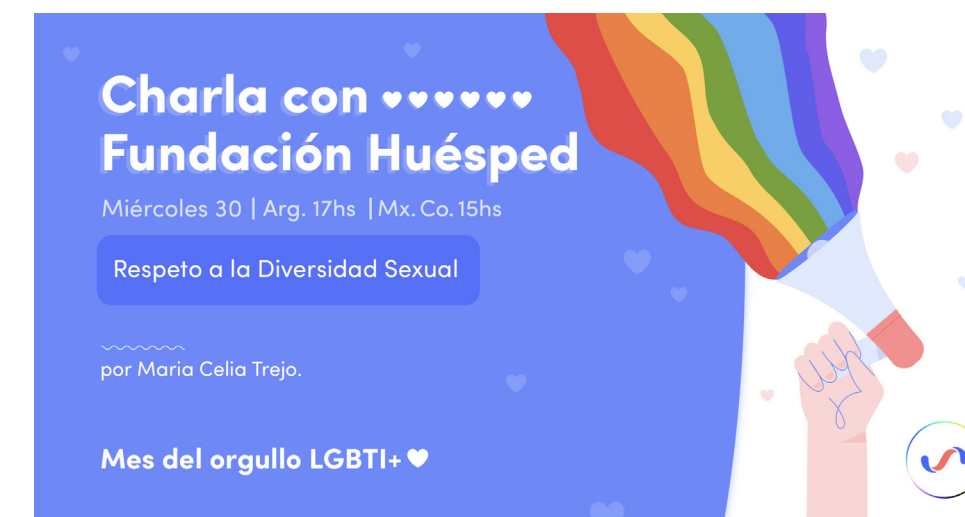 Charla con
Fundación Huésped
Miércoles 30 | Arg. 17hs | Mx. Co. 15hs
Respeto a la Diversidad Sexual
por Maria Celia Trejo.
Mes del orgullo LGBTI+